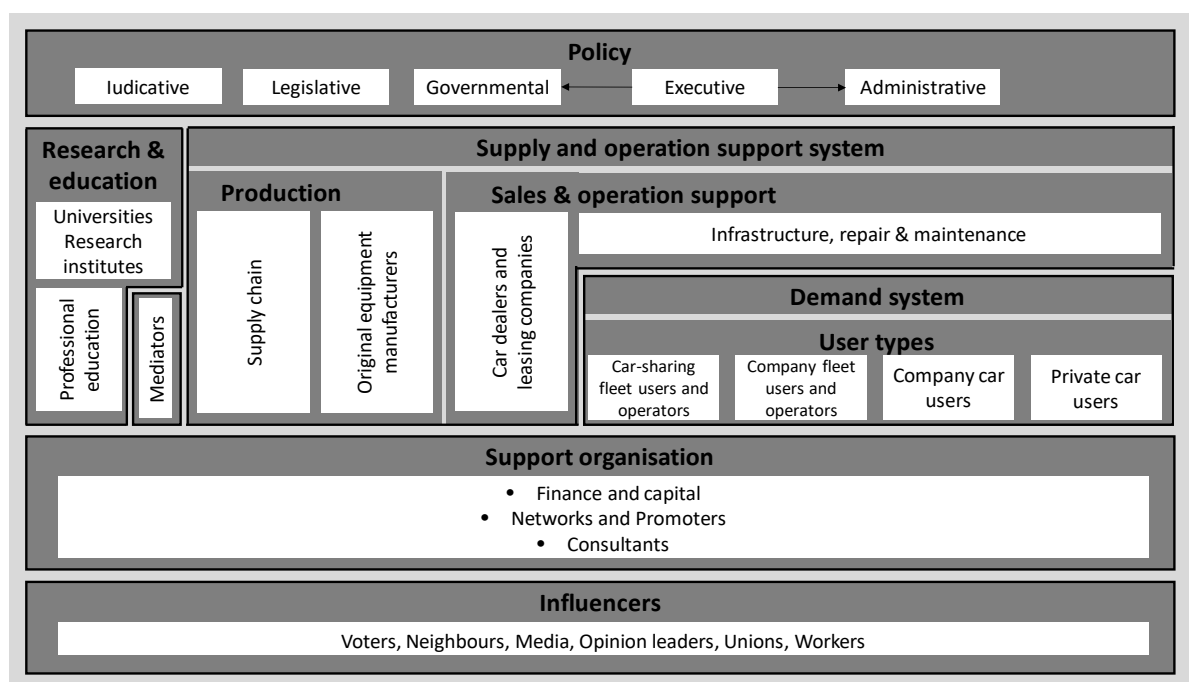 Policy
Iudicative
Legislative
Governmental
Executive
Administrative
Research &
education
Universities
Research
institutes
Professional
education
Mediators
Supply and operation support system
Production
Supply chain
Original equipment
manufacturers
Sales & operation support
Car dealers and
leasing companies
Infrastructure, repair & maintenance
Demand system
User types
Car-sharing
fleet users and
operators
Company fleet
users and
operators
Company car
users
Private car
users
Support organisation
• Finance and capital
• Networks and Promoters
• Consultants
Influencers
Voters, Neighbours, Media, Opinion leaders, Unions, Workers